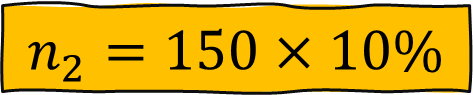 n₂ = 150 × 10%